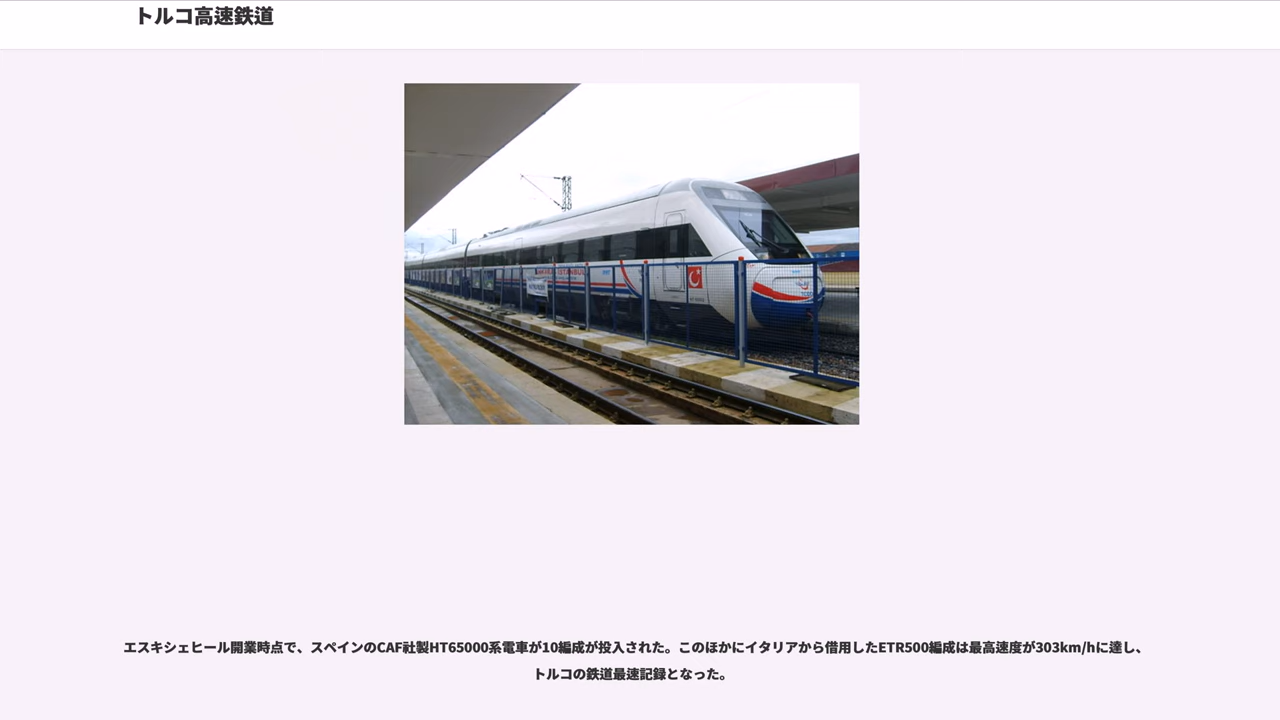 トルコ高速鉄道
エスキシェヒール開業時点で、スペインのCAF社製HT65000系電車が10編成が投入された。このほかにイタリアから借用したETR500編成は最高速度が303km/hに達し、
トルコの鉄道最速記録となった。